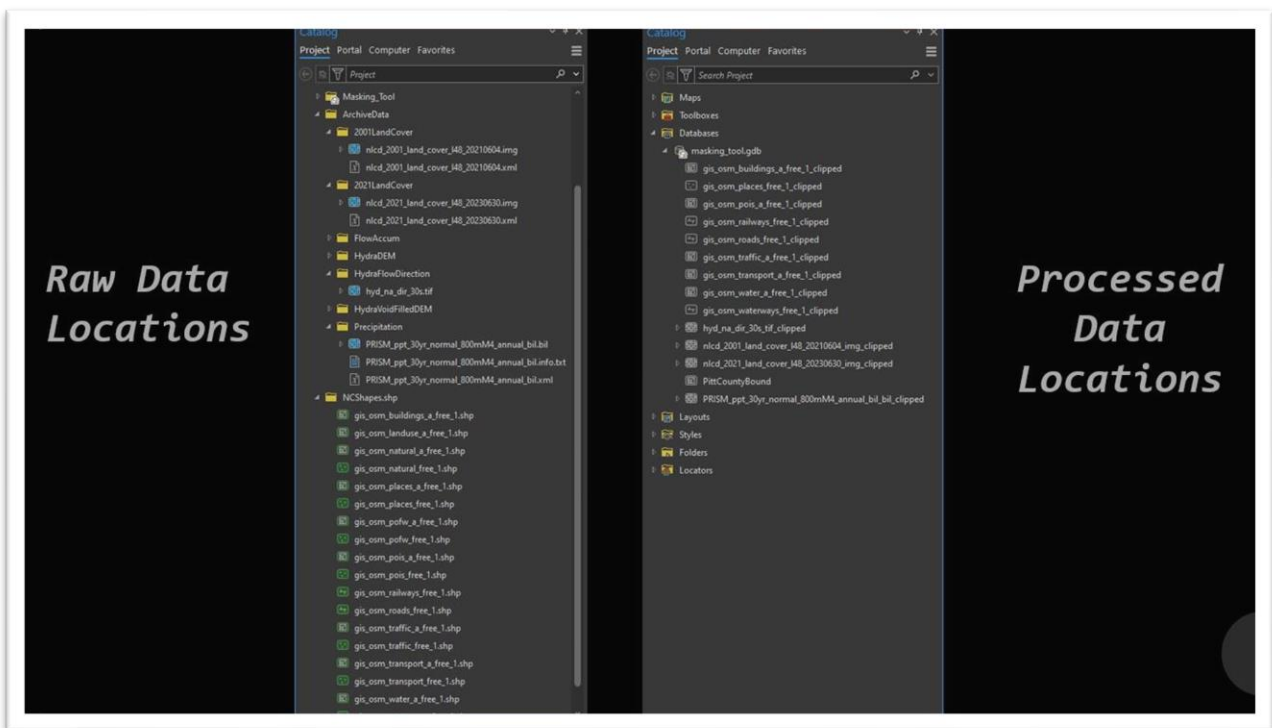 Raw Data
Locations
Catalog
Project Portal Computer Favorites
Project
Masking_Tool
ArchiveData
2001LandCover
nlcd_2001_land_cover_l48_20210604.img
nlcd_2001_land_cover_l48_20210604.xml
2021LandCover
nlcd_2021_land_cover_l48_20230630.img
nlcd_2021_land_cover_l48_20230630.xml
FlowAccum
HydraDEM
HydraFlowDirection
hyd_na_dir_30s.tif
HydraVoidFilledDEM
Precipitation
PRISM_ppt_30yr_normal_800mM4_annual_bil.bil
PRISM_ppt_30yr_normal_800mM4_annual_bil.info.txt
PRISM_ppt_30yr_normal_800mM4_annual_bil.xml
NCShapes.shp
gis_osm_buildings_a_free_1.shp
gis_osm_landuse_a_free_1.shp
gis_osm_natural_a_free_1.shp
gis_osm_natural_free_1.shp
gis_osm_places_a_free_1.shp
gis_osm_places_free_1.shp
gis_osm_pofw_a_free_1.shp
gis_osm_pofw_free_1.shp
gis_osm_pois_a_free_1.shp
gis_osm_pois_free_1.shp
gis_osm_railways_free_1.shp
gis_osm_roads_free_1.shp
gis_osm_traffic_a_free_1.shp
gis_osm_traffic_free_1.shp
gis_osm_transport_a_free_1.shp
gis_osm_transport_free_1.shp
gis_osm_water_a_free_1.shp
Catalog
Project Portal Computer Favorites
Search Project
Maps
Toolboxes
Databases
masking_tool.gdb
gis_osm_buildings_a_free_1_clipped
gis_osm_places_free_1_clipped
gis_osm_pois_a_free_1_clipped
gis_osm_railways_free_1_clipped
gis_osm_roads_free_1_clipped
gis_osm_traffic_a_free_1_clipped
gis_osm_transport_a_free_1_clipped
gis_osm_water_a_free_1_clipped
gis_osm_waterways_free_1_clipped
hyd_na_dir_30s_tif_clipped
nlcd_2001_land_cover_l48_20210604_img_clipped
nlcd_2021_land_cover_l48_20230630_img_clipped
PittCountyBound
PRISM_ppt_30yr_normal_800mM4_annual_bil_bil_clipped
Layouts
Styles
Folders
Locators
Processed
Data
Locations